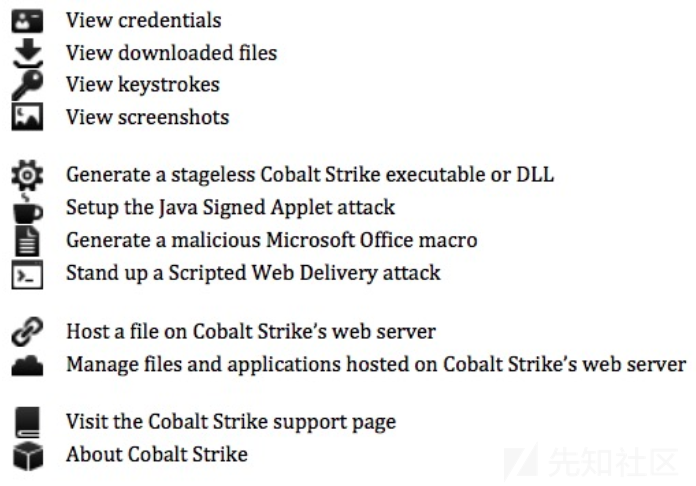 View credentials
View downloaded files
View keystrokes
View screenshots
Generate a stageless Cobalt Strike executable or DLL
Setup the Java Signed Applet attack
Generate a malicious Microsoft Office macro
Stand up a Scripted Web Delivery attack
Host a file on Cobalt Strike’s web server
Manage files and applications hosted on Cobalt Strike’s web server
Visit the Cobalt Strike support page
About Cobalt Strike
先知社区